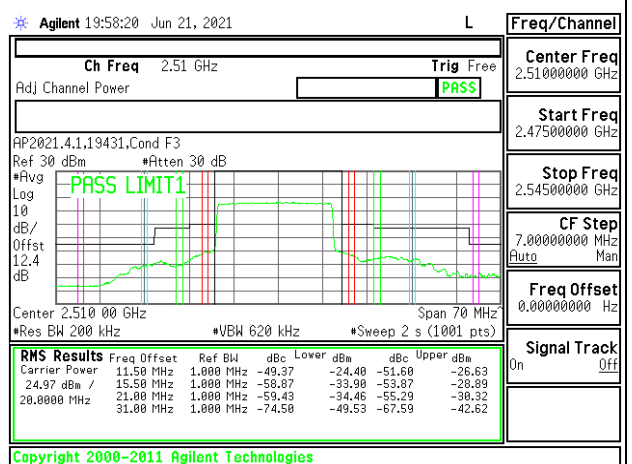 Agilent 19:58:20 Jun 21, 2021 L
Freq/Channel
Ch Freq 2.51 GHz Trig Free
Adj Channel Power PASS
AP2021.4.1,19431,Cond F3
Ref 30 dBm #Atten 30 dB
#Avg
Log
10
dB/
Offst
12.4
dB
PASS LIMIT1
Center 2.510 00 GHz Span 70 MHz^
#Res BW 200 kHz #VBW 620 kHz #Sweep 2 s (1001 pts)
RMS Results Freq Offset Ref BW dBc Lower dBm dBc Upper dBm
Carrier Power 11.50 MHz 1.000 MHz -49.37 -24.40 -51.60 -26.63
24.97 dBm / 15.50 MHz 1.000 MHz -58.87 -33.90 -53.87 -28.89
20.0000 MHz 21.00 MHz 1.000 MHz -59.43 -34.46 -55.29 -30.32
31.00 MHz 1.000 MHz -74.50 -49.53 -67.59 -42.62
Center Freq
2.51000000 GHz
Start Freq
2.47500000 GHz
Stop Freq
2.54500000 GHz
CF Step
7.00000000 MHz
Auto Man
Freq Offset
0.00000000 Hz
Signal Track
On Off
Copyright 2000-2011 Agilent Technologies